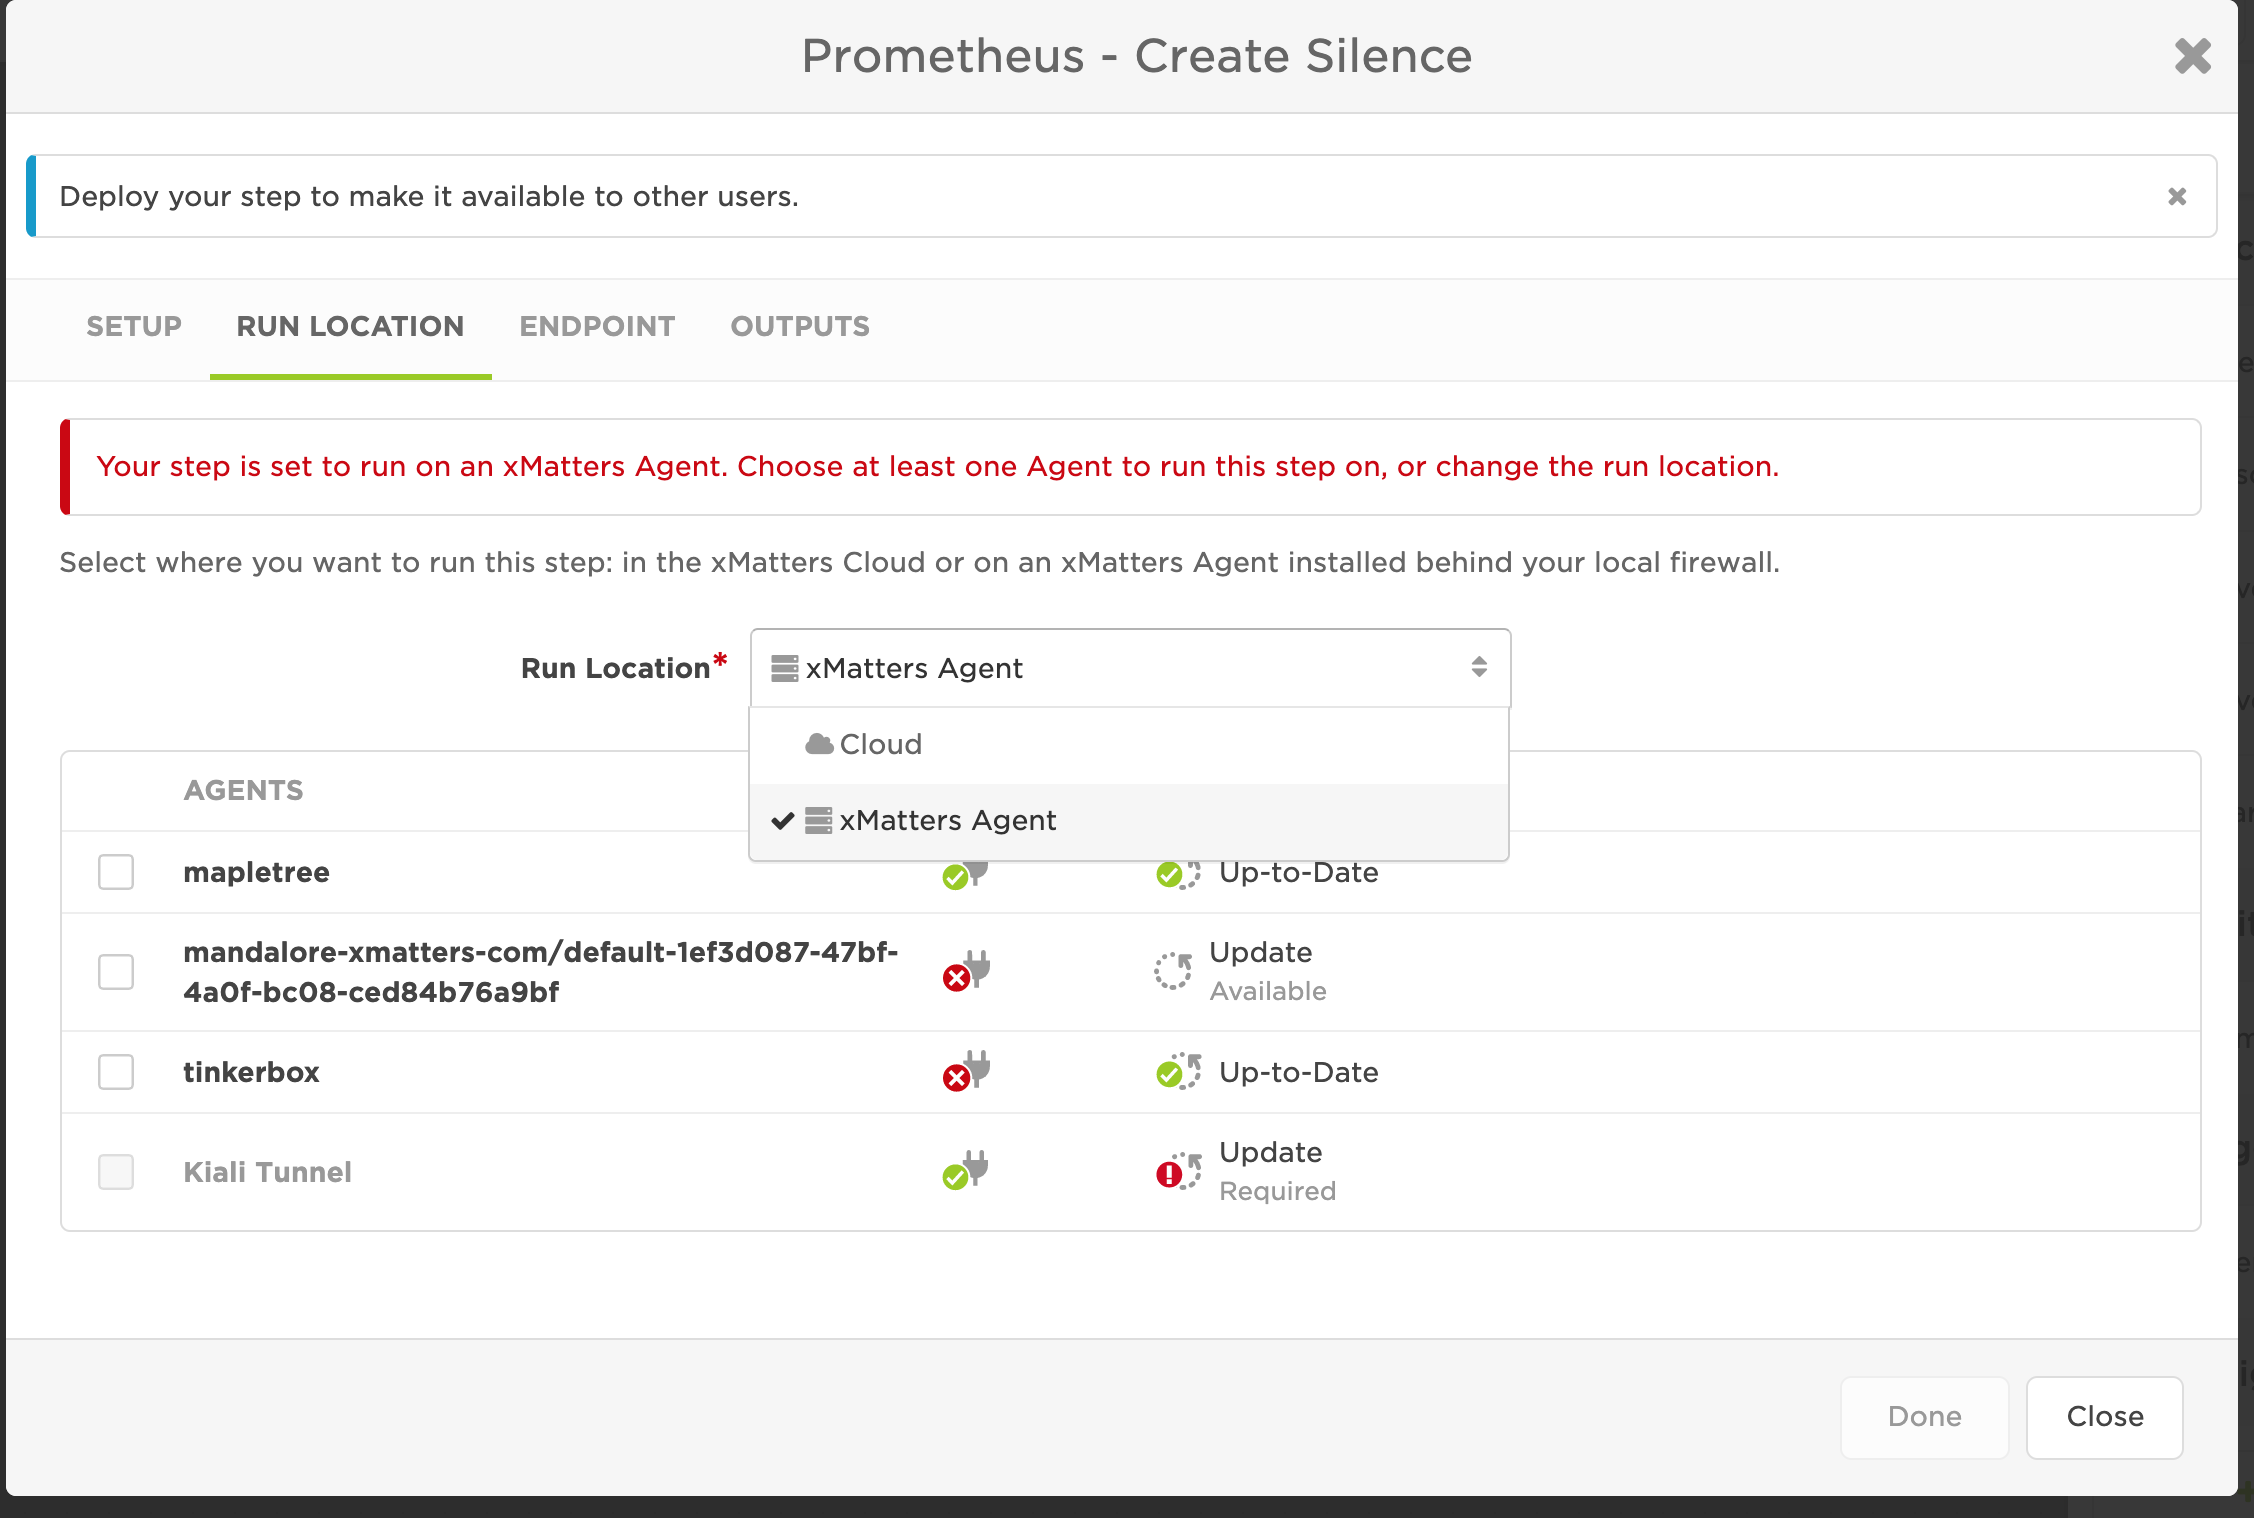 Prometheus - Create Silence
Deploy your step to make it available to other users.
SETUP RUN LOCATION ENDPOINT OUTPUTS
Your step is set to run on an xMatters Agent. Choose at least one Agent to run this step on, or change the run location.
Select where you want to run this step: in the xMatters Cloud or on an xMatters Agent installed behind your local firewall.
Run Location* xMatters Agent
Cloud
xMatters Agent
AGENTS
mapletree Up-to-Date
mandalore-xmatters-com/default-1ef3d087-47bf-
4a0f-bc08-ced84b76a9bf
Update
Available
tinkerbox Up-to-Date
Kiali Tunnel
Update
Required
Done Close